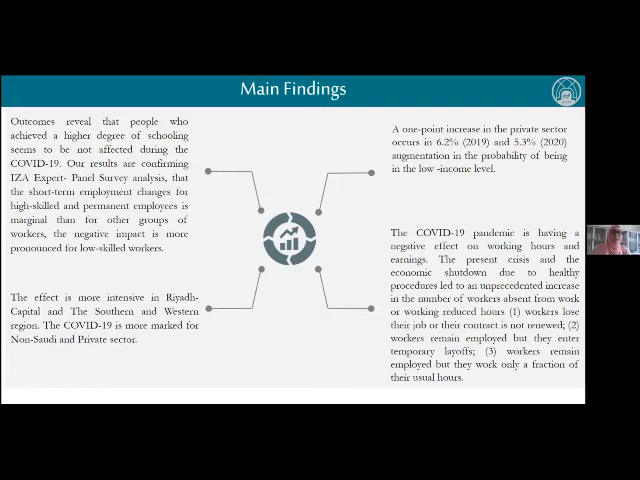 Main Findings
Outcomes reveal that people who
achieved a higher degree of schooling
seems to be not affected during the
COVID-19. Our results are confirming
IZA Expert- Panel Survey analysis, that
the short-term employment changes for
high-skilled and permanent employees is
marginal than for other groups of
workers, the negative impact is more
pronounced for low-skilled workers.
The effect is more intensive in Riyadh-
Capital and The Southern and Western
region. The COVID-19 is more marked for
Non-Saudi and Private sector.
A one-point increase in the private sector
occurs in 6.2% (2019) and 5.3% (2020)
augmentation in the probability of being
in the low -income level.
The COVID-19 pandemic is having a
negative effect on working hours and
earnings. The present crisis and the
economic shutdown due to healthy
procedures led to an unprecedented increase
in the number of workers absent from work
or working reduced hours (1) workers lose
their job or their contract is not renewed; (2)
workers remain employed but they enter
temporary layoffs; (3) workers remain
employed but they work only a fraction of
their usual hours.